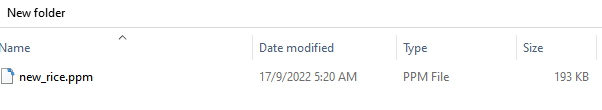 New folder
Name Date modified Type Size
new_rice.ppm 17/9/2022 5:20 AM PPM File 193 KB